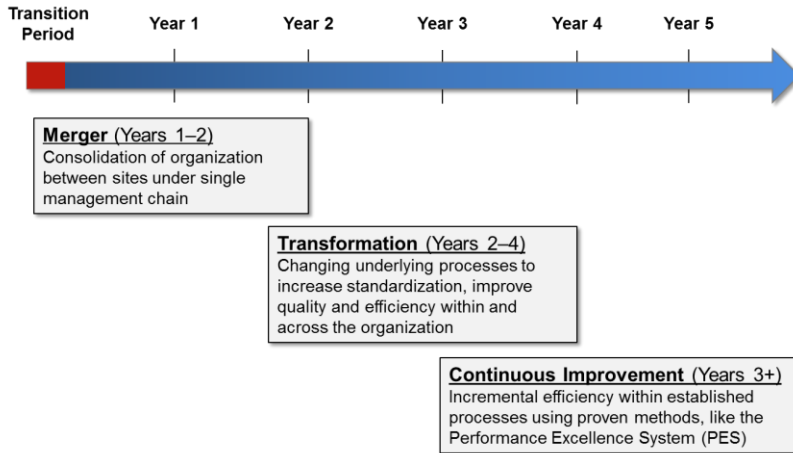 Transition
Period
Year 1
Year 2
Year 3
Year 4
Year 5
Merger (Years 1–2)
Consolidation of organization
between sites under single
management chain
Transformation (Years 2–4)
Changing underlying processes to
increase standardization, improve
quality and efficiency within and
across the organization
Continuous Improvement (Years 3+)
Incremental efficiency within established
processes using proven methods, like the
Performance Excellence System (PES)